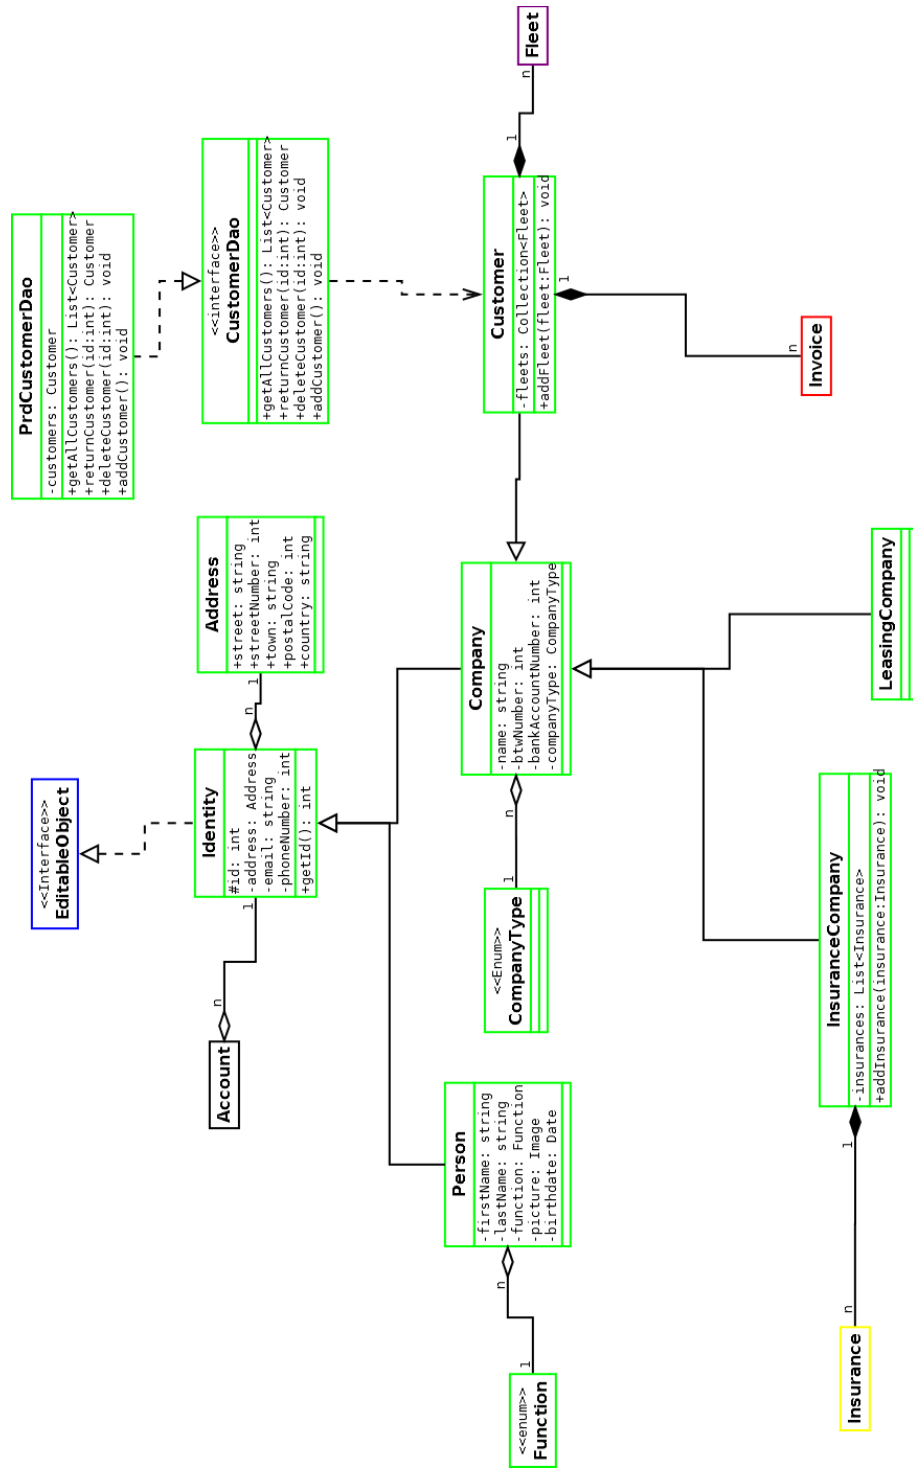 <<Interface>>
EditableObject
PrdCustomerDao
-customers: Customer
+getAllCustomers(): List<Customer>
+returnCustomer(id:int): Customer
+deleteCustomer(id:int): void
+addCustomer(): void
Account
n
1
Identity
#id: int
-address: Address
-email: string
-phoneNumber: int
+getId(): int
n
1
Address
+street: string
+streetNumber: int
+town: string
+postalCode: int
+country: string
<<interface>>
CustomerDao
+getAllCustomers(): List<Customer>
+returnCustomer(id:int): Customer
+deleteCustomer(id:int): void
+addCustomer(): void
<<enum>>
Function
1
n
Person
-firstName: string
-lastName: string
-function: Function
-picture: Image
-birthdate: Date
<<Enum>>
CompanyType
1
n
Company
-name: string
-btwNumber: int
-bankAccountNumber: int
-companyType: CompanyType
Customer
-fleets: Collection<Fleet>
+addFleet(fleet:Fleet): void
1
n
Fleet
1
n
Invoice
Insurance
n
1
InsuranceCompany
-insurances: List<Insurance>
+addInsurance(insurance:Insurance): void
LeasingCompany